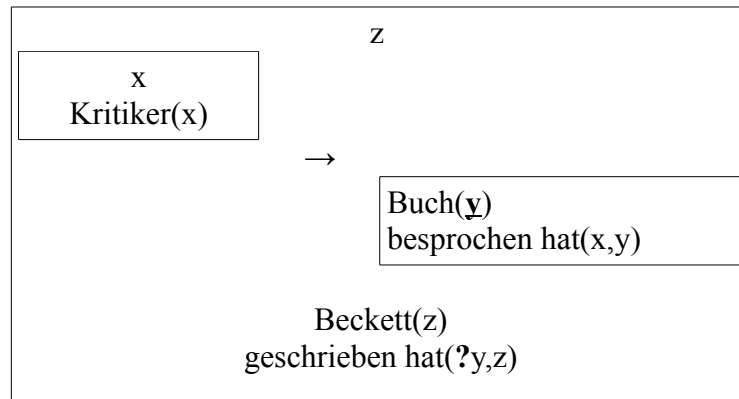 z
x
Kritiker(x)
→
Buch(y)
besprochen hat(x,y)
Beckett(z)
geschrieben hat(?y,z)